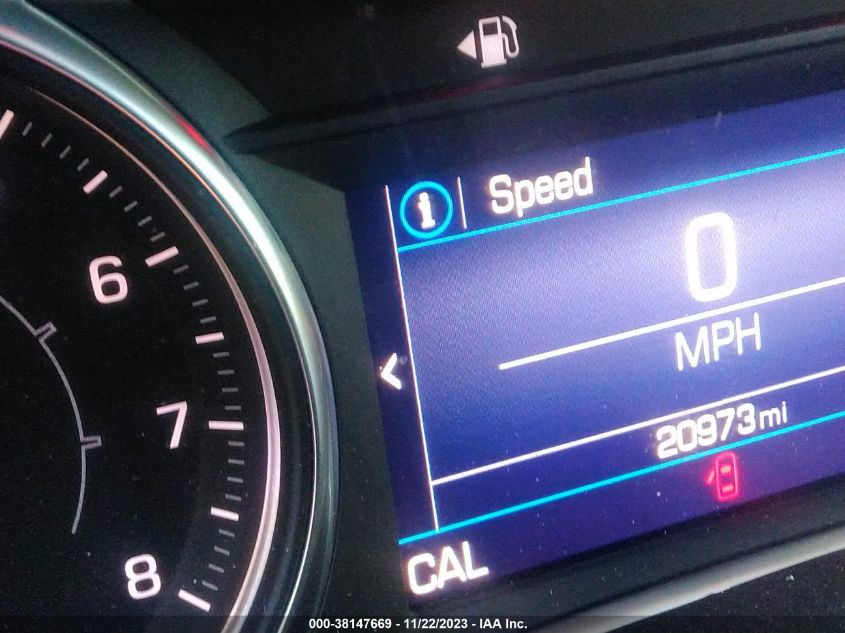 Speed
0
MPH
20973 mi
CAL
6
7
8
000-38147669 - 11/22/2023 - IAA Inc.